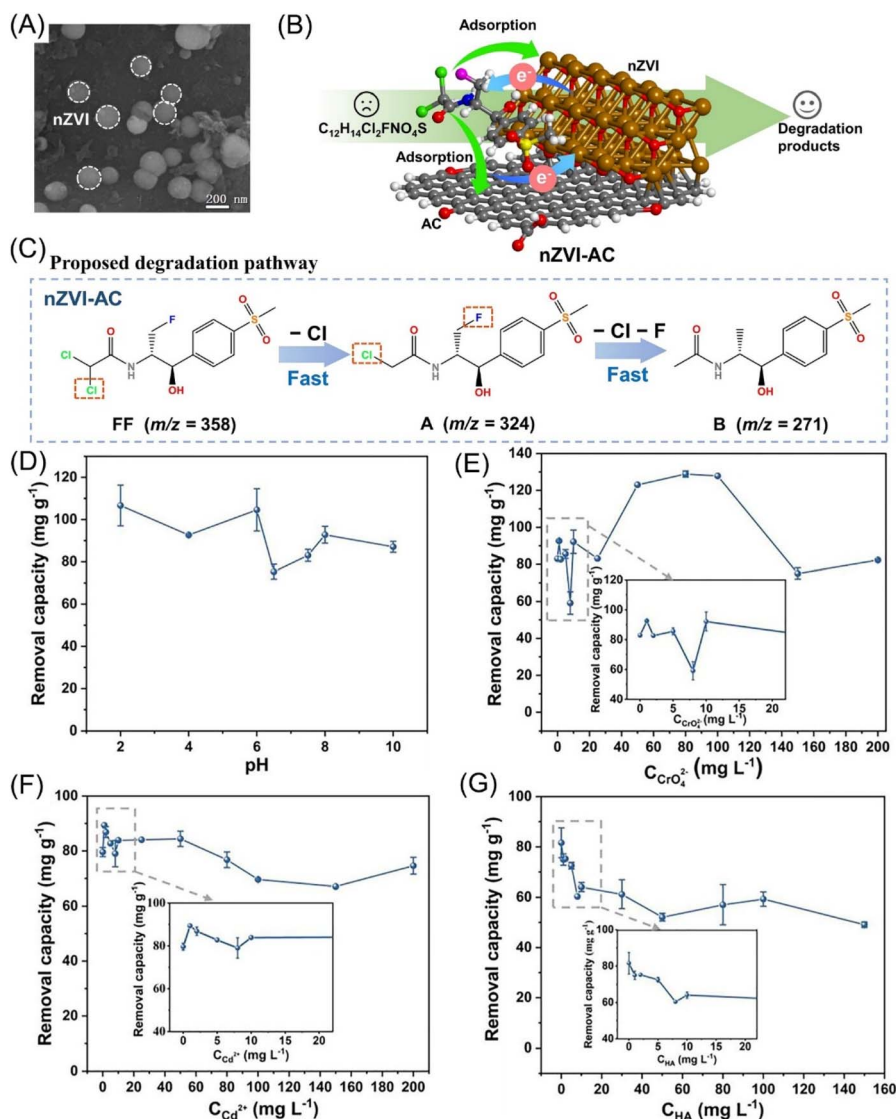 (A)
nZVI
200 nm
(B)
Adsorption
nZVI
e⁻
C₁₂H₁₄Cl₂FNO₄S
Degradation
products
Adsorption
e⁻
AC
nZVI-AC
(C)
Proposed degradation pathway
nZVI-AC
F
O
O
S
Cl
O
N
H
Cl
OH
FF (m/z = 358)
− Cl
Fast
F
O
O
S
O
Cl
N
H
OH
A (m/z = 324)
− Cl − F
Fast
O
O
S
O
N
H
OH
B (m/z = 271)
(D)
Removal capacity (mg g⁻¹)
120
100
80
60
40
20
0
2 4 6 8 10
pH
(E)
Removal capacity (mg g⁻¹)
140
120
100
80
60
40
20
0
Removal capacity (mg g⁻¹)
100
80
60
40
0 5 10 15 20
C CrO₄²⁻ (mg L⁻¹)
0 20 40 60 80 100 120 140 160 180 200
C CrO₄²⁻ (mg L⁻¹)
(F)
Removal capacity (mg g⁻¹)
100
80
60
40
20
0
Removal capacity (mg g⁻¹)
100
80
60
40
0 5 10 15 20
C Cd²⁺ (mg L⁻¹)
0 20 40 60 80 100 120 140 160 180 200
C Cd²⁺ (mg L⁻¹)
(G)
Removal capacity (mg g⁻¹)
100
80
60
40
20
0
Removal capacity (mg g⁻¹)
100
80
60
40
0 5 10 15 20
C HA (mg L⁻¹)
0 20 40 60 80 100 120 140 160
C HA (mg L⁻¹)